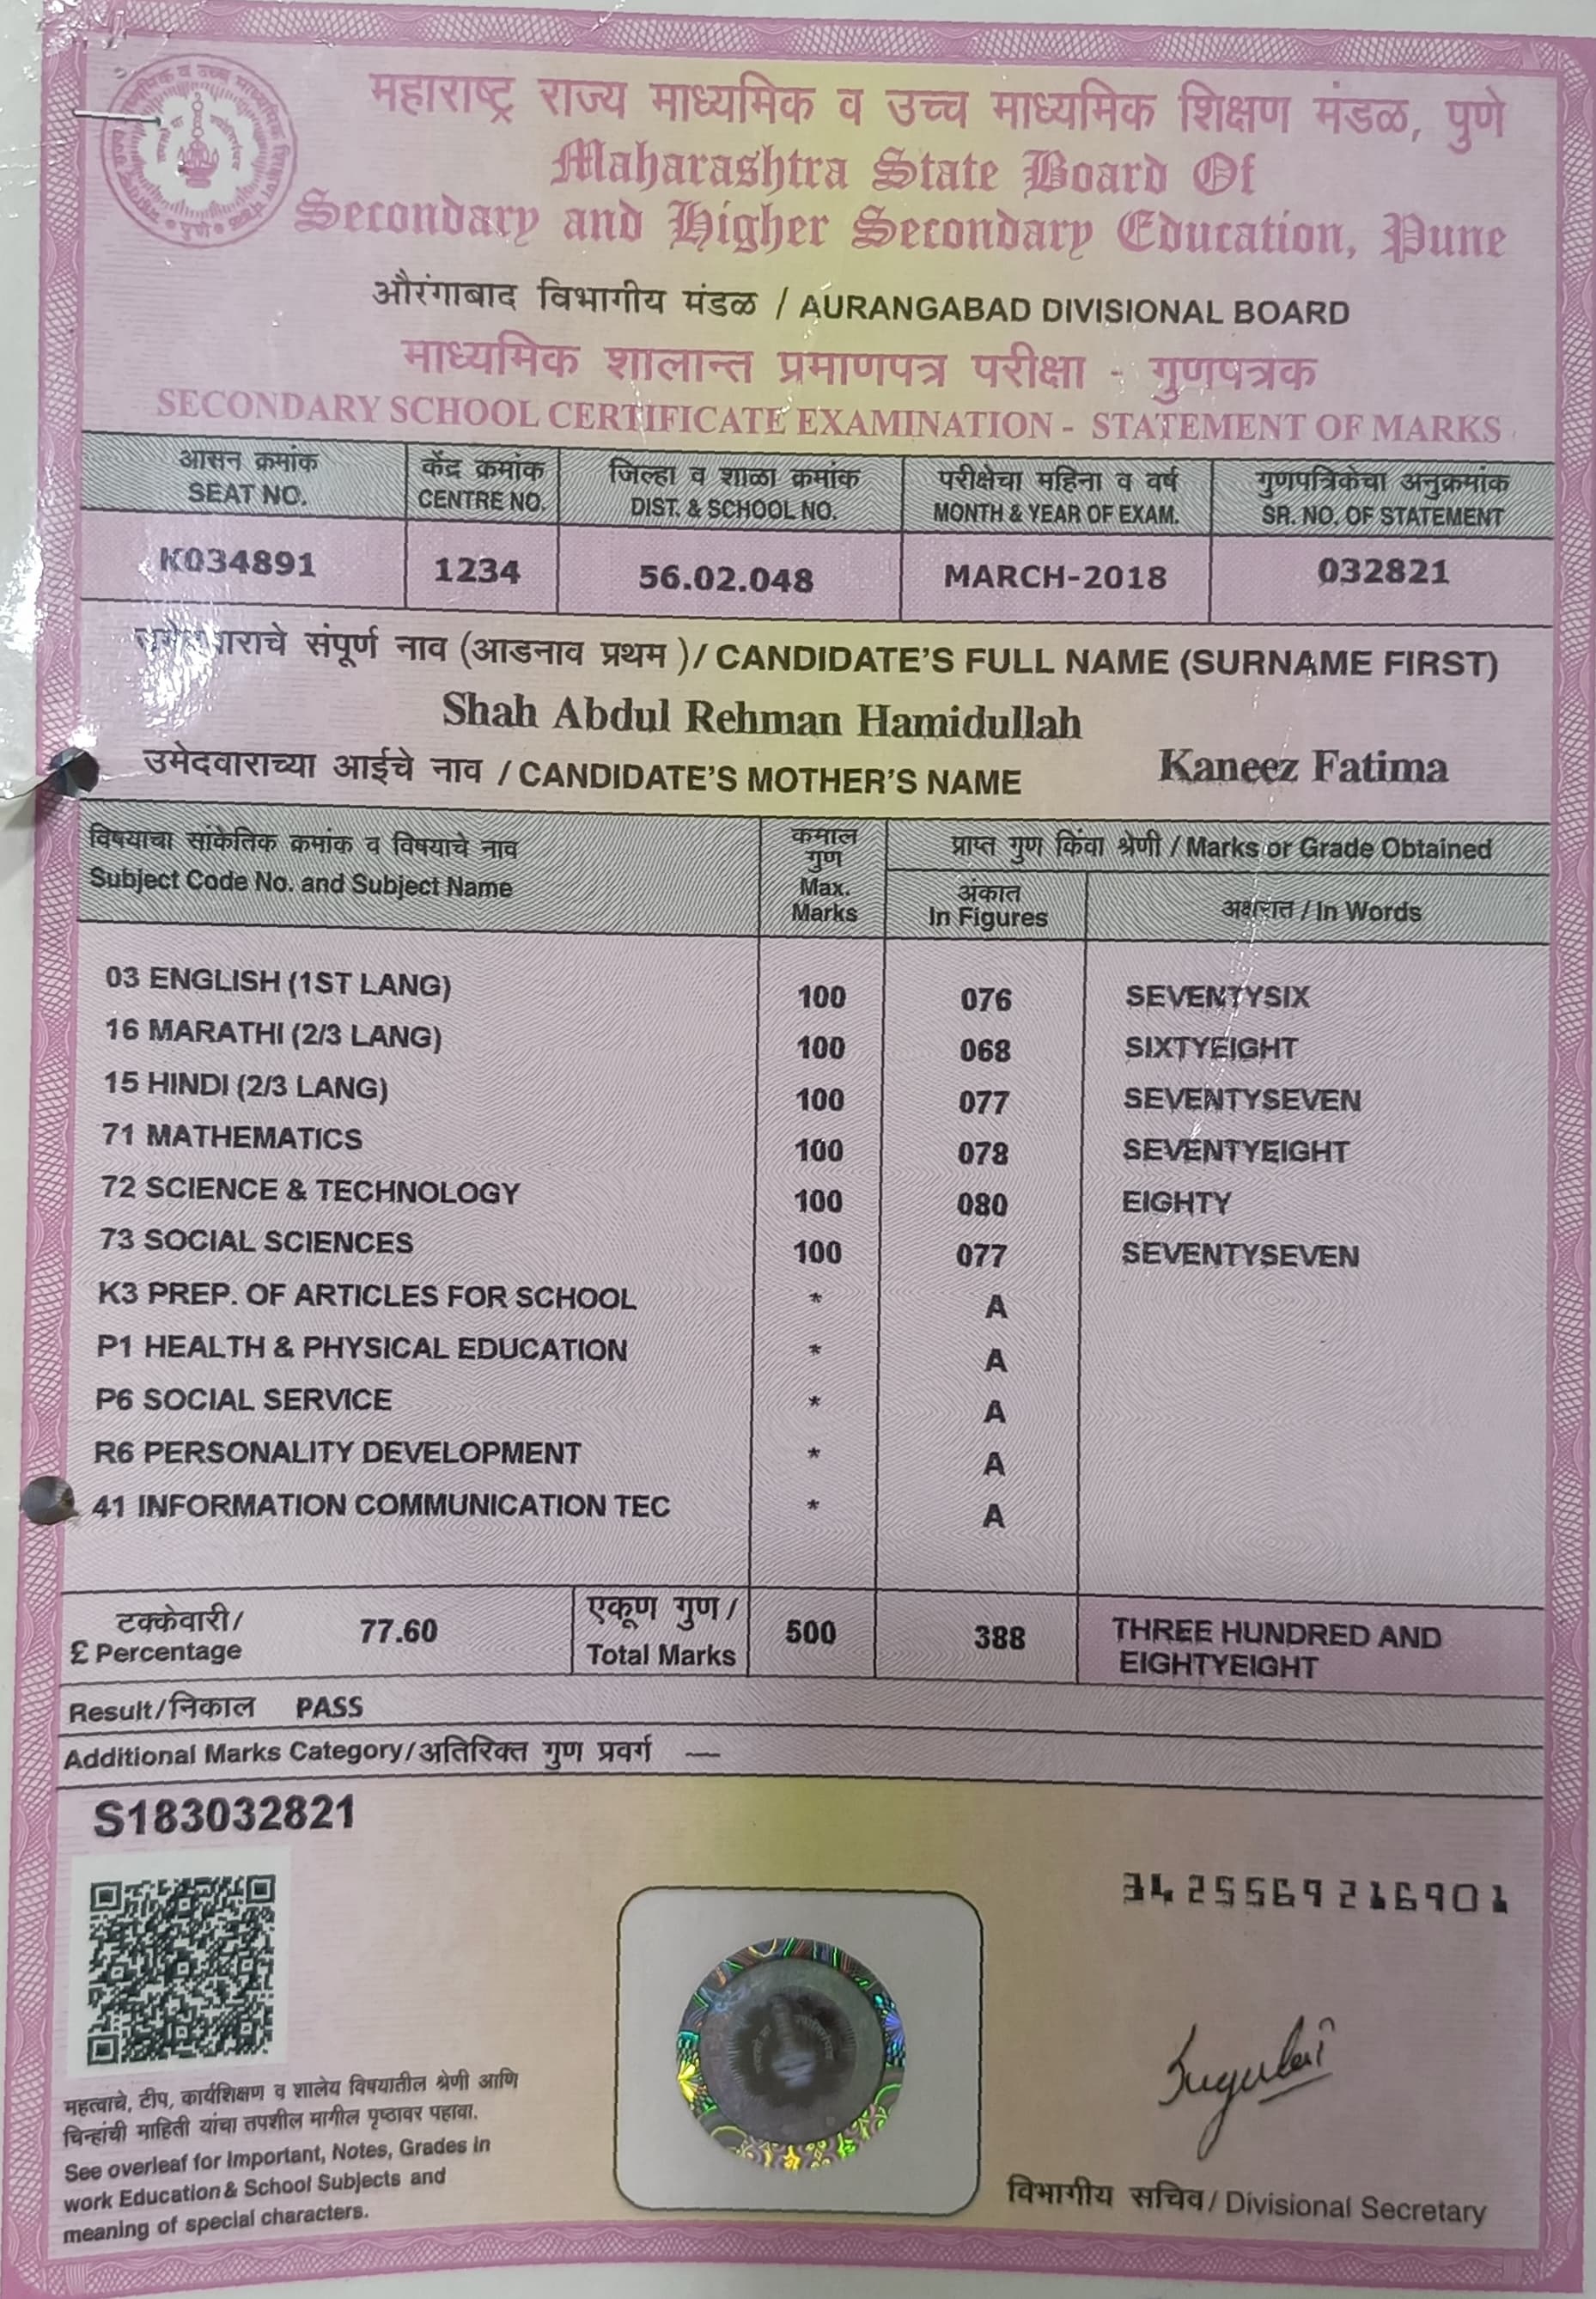 महाराष्ट्र राज्य माध्यमिक व उच्च माध्यमिक शिक्षण मंडळ, पुणे
Maharashtra State Board Of
Secondary and Higher Secondary Education, Pune
औरंगाबाद विभागीय मंडळ / AURANGABAD DIVISIONAL BOARD
माध्यमिक शालान्त प्रमाणपत्र परीक्षा - गुणपत्रक
SECONDARY SCHOOL CERTIFICATE EXAMINATION - STATEMENT OF MARKS
आसन क्रमांक केंद्र क्रमांक जिल्हा व शाळा क्रमांक परीक्षेचा महिना व वर्ष गुणपत्रिकेचा अनुक्रमांक
SEAT NO. CENTRE NO. DIST. & SCHOOL NO. MONTH & YEAR OF EXAM. SR. NO. OF STATEMENT
K034891 1234 56.02.048 MARCH-2018 032821
संपूर्ण नाव (आडनाव प्रथम )/ CANDIDATE'S FULL NAME (SURNAME FIRST)
Shah Abdul Rehman Hamidullah
उमेदवाराच्या आईचे नाव / CANDIDATE'S MOTHER'S NAME Kaneez Fatima
विषयाचा सांकेतिक क्रमांक व विषयाचे नाव
Subject Code No. and Subject Name
कमाल
गुण
Max.
Marks
प्राप्त गुण किंवा श्रेणी / Marks or Grade Obtained
अंकात
In Figures
अक्षरात / In Words
03 ENGLISH (1ST LANG) 100 076 SEVENTYSIX
16 MARATHI (2/3 LANG) 100 068 SIXTYEIGHT
15 HINDI (2/3 LANG) 100 077 SEVENTYSEVEN
71 MATHEMATICS 100 078 SEVENTYEIGHT
72 SCIENCE & TECHNOLOGY 100 080 EIGHTY
73 SOCIAL SCIENCES 100 077 SEVENTYSEVEN
K3 PREP. OF ARTICLES FOR SCHOOL * A
P1 HEALTH & PHYSICAL EDUCATION * A
P6 SOCIAL SERVICE * A
R6 PERSONALITY DEVELOPMENT * A
41 INFORMATION COMMUNICATION TEC * A
टक्केवारी/
£ Percentage
77.60
एकूण गुण /
Total Marks
500
388
THREE HUNDRED AND
EIGHTYEIGHT
Result/निकाल PASS
Additional Marks Category/अतिरिक्त गुण प्रवर्ग —
S183032821
3425569216901
महत्वाचे, टीप, कार्यशिक्षण व शालेय विषयातील श्रेणी आणि
चिन्हांची माहिती यांचा तपशील मागील पृष्ठावर पहावा.
See overleaf for Important, Notes, Grades in
work Education & School Subjects and
meaning of special characters.
विभागीय सचिव / Divisional Secretary